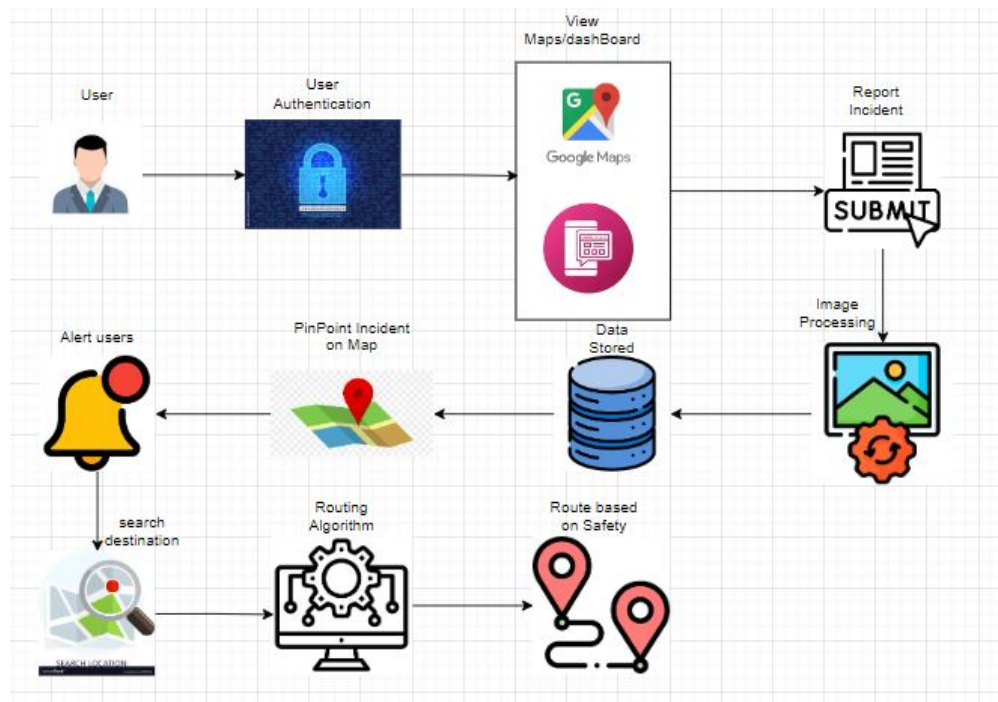 View
Maps/dashBoard
User
User
Authentication
Report
Incident
G
Google Maps
SUBMIT
Image
Processing
Alert users
PinPoint Incident
on Map
Data
Stored
search
destination
Routing
Algorithm
Route based
on Safety
SEARCH LOCATION